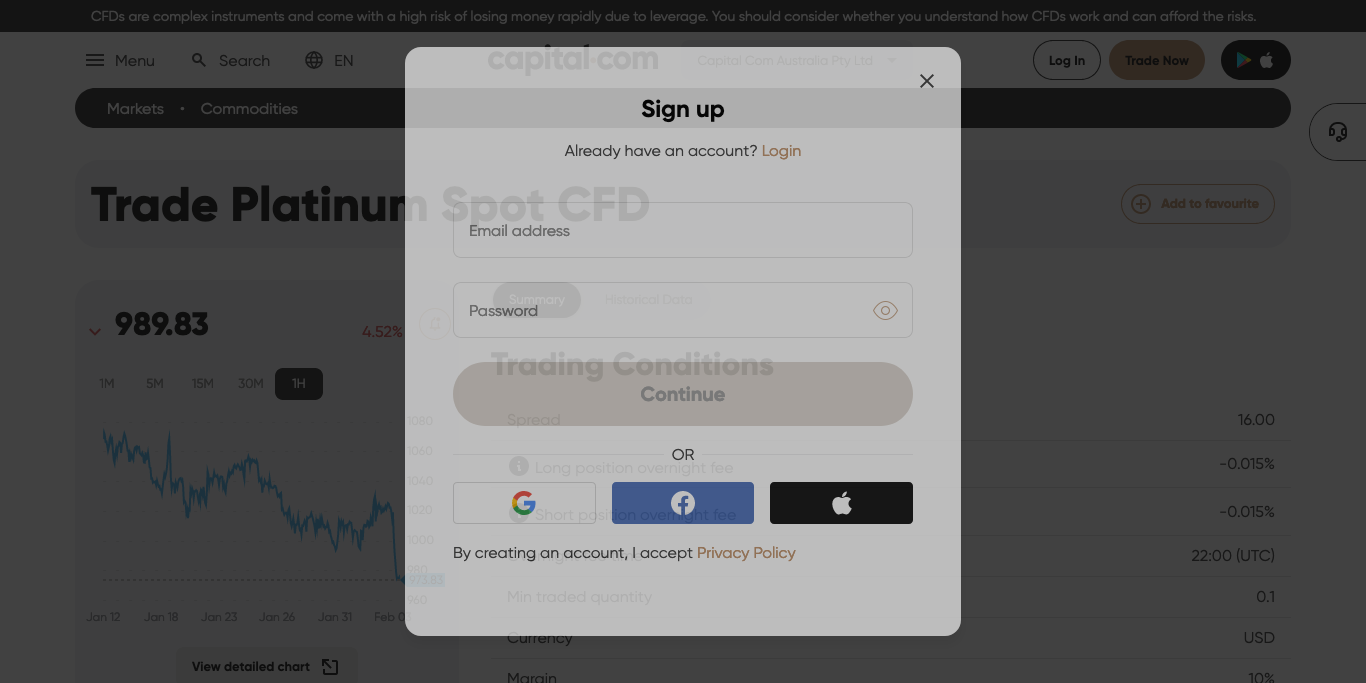 CFDs are complex instruments and come with a high risk of losing money rapidly due to leverage. You should consider whether you understand how CFDs work and can afford the risks.
Menu
Search
EN
capital.com
Capital Com Australia Pty Ltd
Log In
Trade Now
Markets
Commodities
Sign up
Already have an account? Login
Trade Platinum Spot CFD
Add to favourite
Email address
Password
Summary
Historical Data
989.83
4.52%
1M
5M
15M
30M
1H
Trading Conditions
Continue
Spread
16.00
OR
Long position overnight fee
-0.015%
Short position overnight fee
-0.015%
By creating an account, I accept Privacy Policy
22:00 (UTC)
Min traded quantity
0.1
Currency
USD
Margin
10%
1080
1060
1040
1020
1000
980
973.83
960
Jan 12
Jan 18
Jan 23
Jan 26
Jan 31
Feb 0
View detailed chart